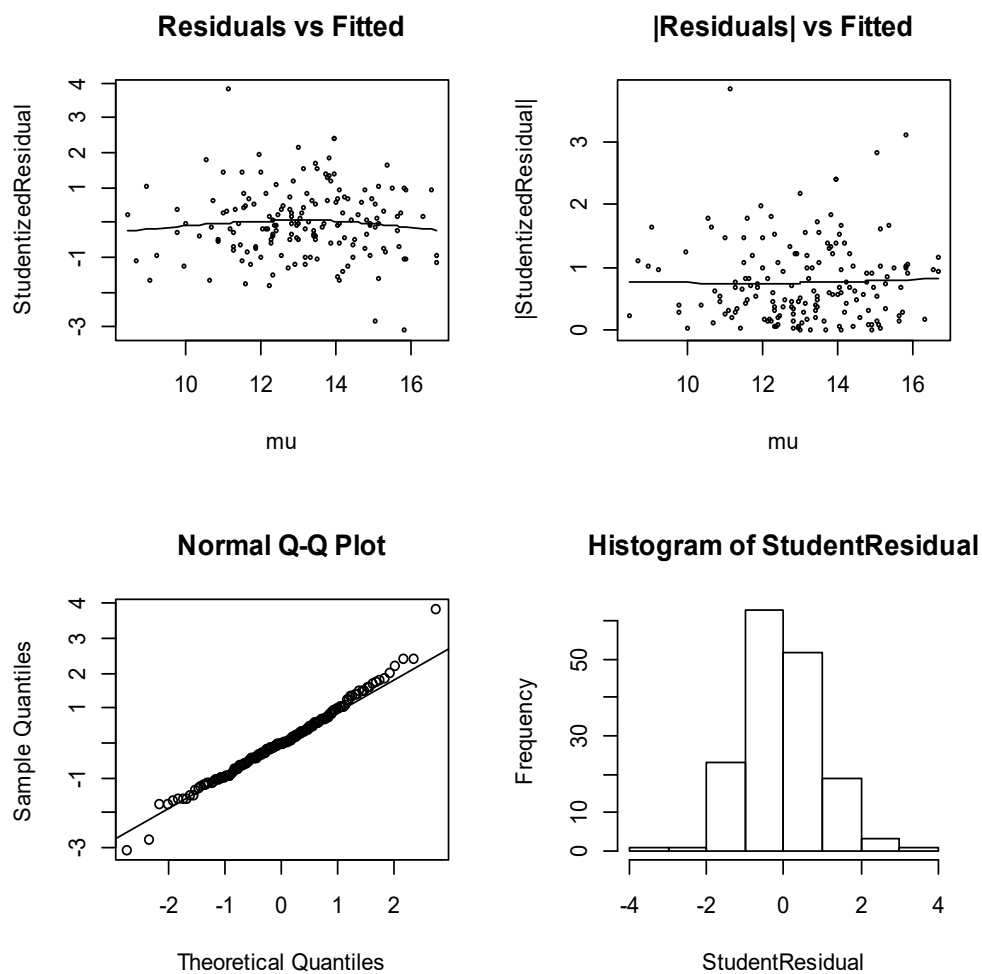 Residuals vs Fitted
StudentizedResidual
4
3
2
1
-1
-3
10 12 14 16
mu
|Residuals| vs Fitted
|StudentizedResidual|
3
2
1
0
10 12 14 16
mu
Normal Q-Q Plot
Sample Quantiles
4
3
2
1
-1
-3
-2 -1 0 1 2
Theoretical Quantiles
Histogram of StudentResidual
Frequency
50
30
10
0
-4 -2 0 2 4
StudentResidual